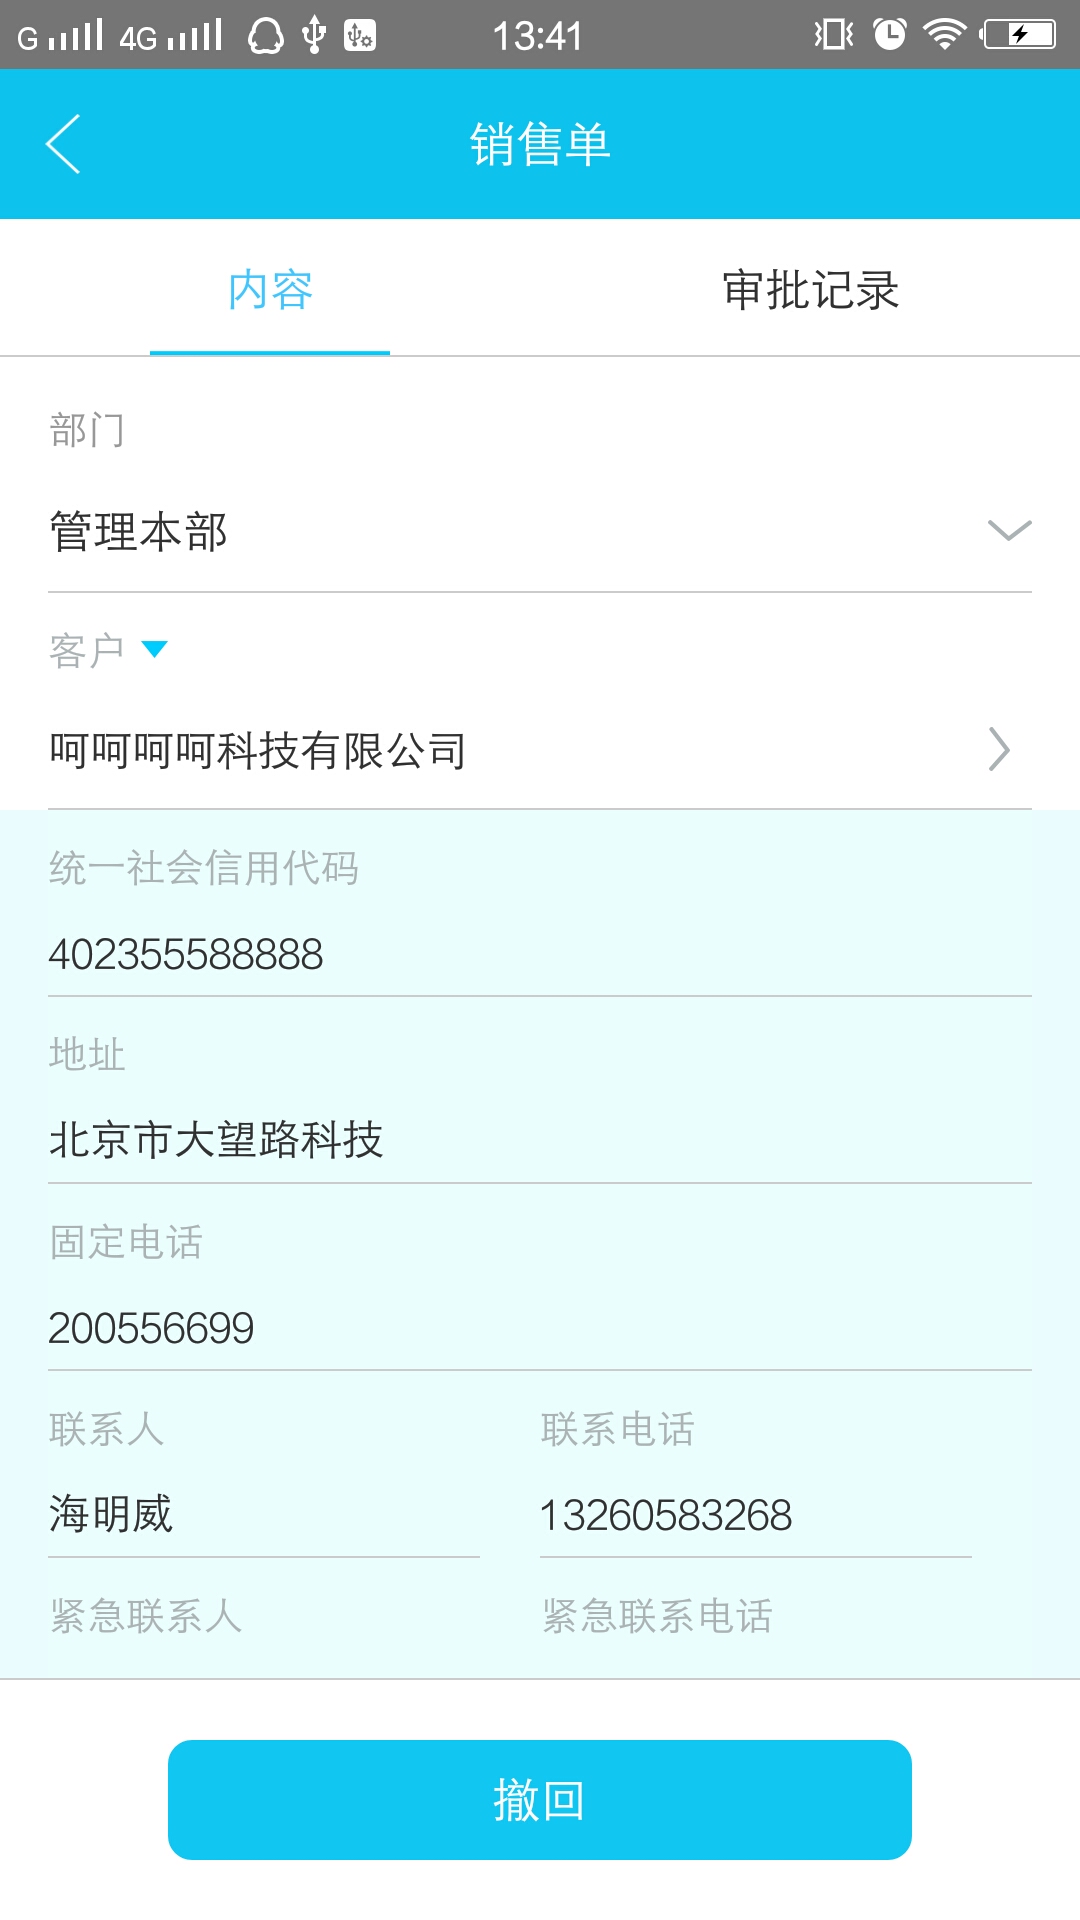 G 4G 13:41
销售单
内容 审批记录
部门
管理本部
客户
呵呵呵呵科技有限公司
统一社会信用代码
402355588888
地址
北京市大望路科技
固定电话
200556699
联系人 联系电话
海明威 13260583268
紧急联系人 紧急联系电话
撤回